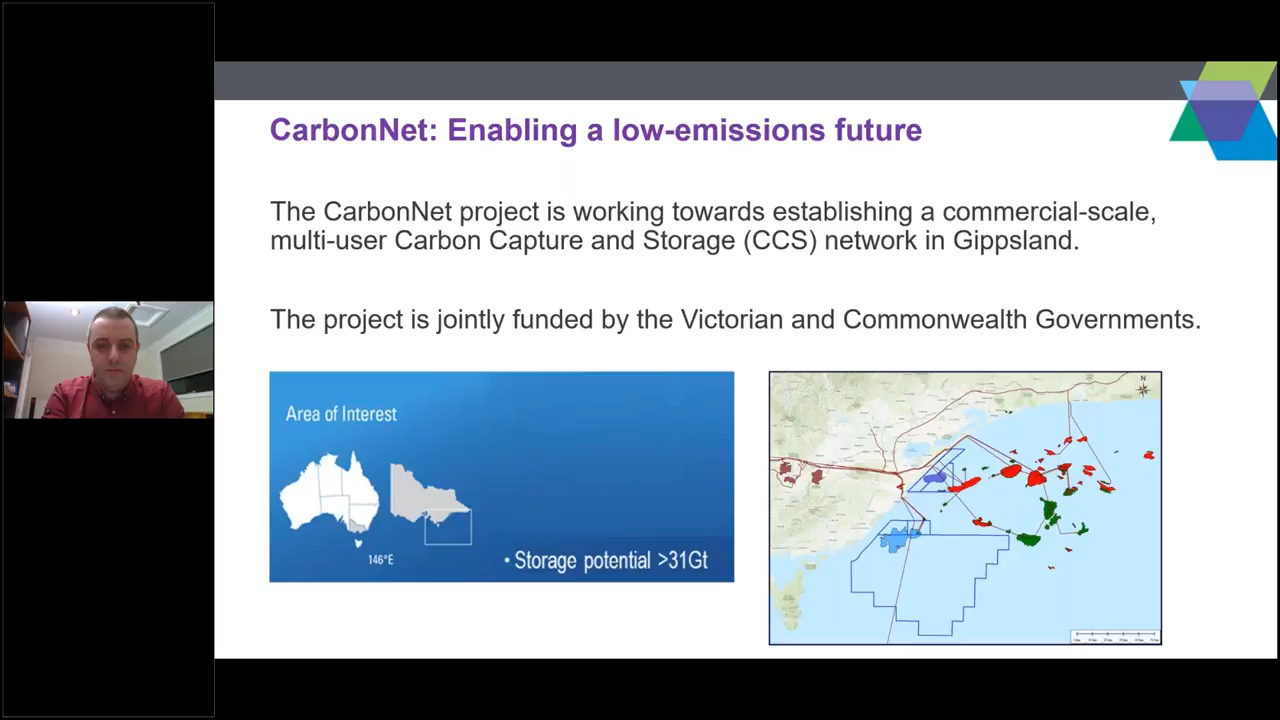 CarbonNet: Enabling a low-emissions future
The CarbonNet project is working towards establishing a commercial-scale,
multi-user Carbon Capture and Storage (CCS) network in Gippsland.
The project is jointly funded by the Victorian and Commonwealth Governments.
Area of Interest
146°E
• Storage potential >31Gt
N